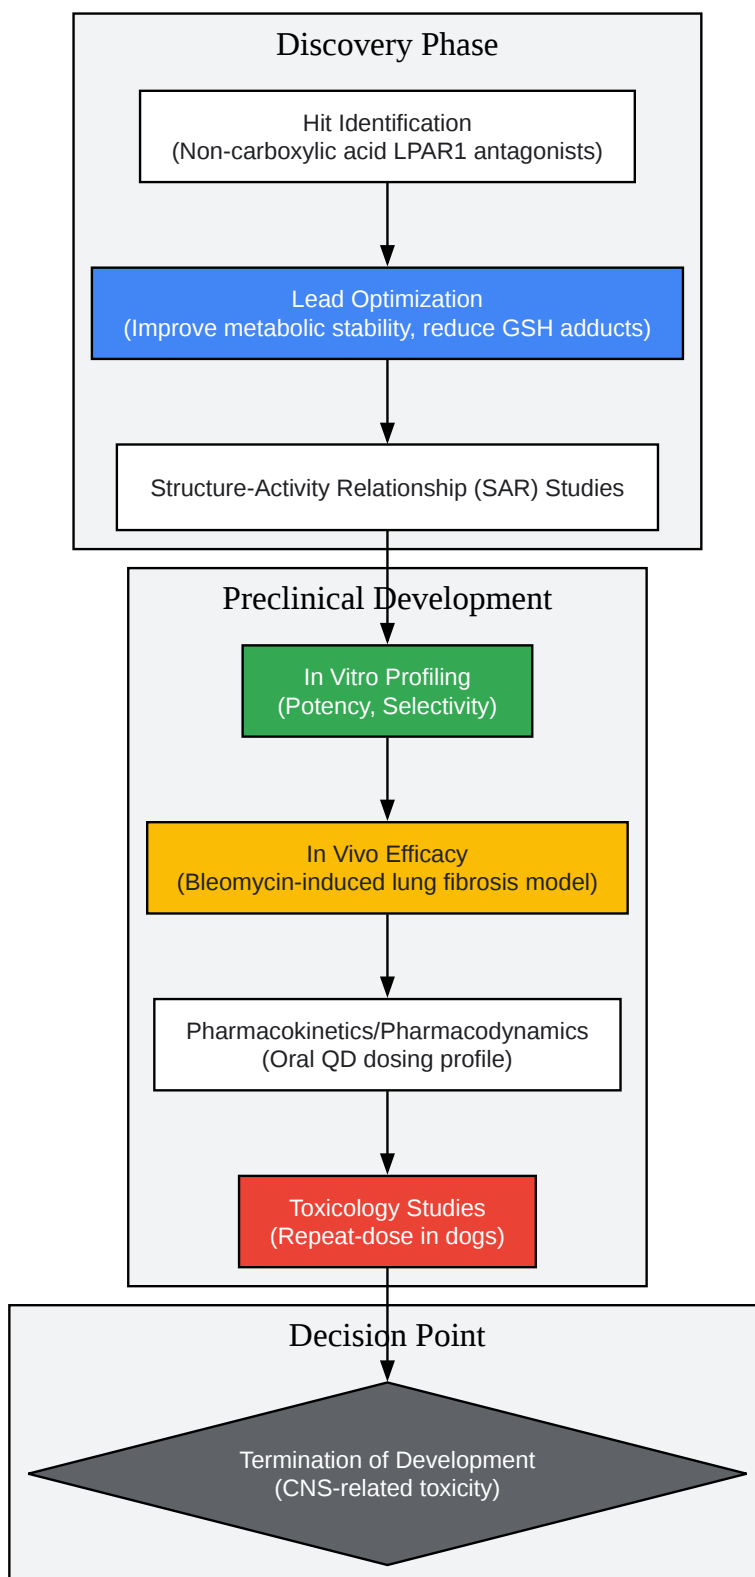 Discovery Phase
Hit Identification
(Non-carboxylic acid LPAR1 antagonists)
Lead Optimization
(Improve metabolic stability, reduce GSH adducts)
Structure-Activity Relationship (SAR) Studies
Preclinical Development
In Vitro Profiling
(Potency, Selectivity)
In Vivo Efficacy
(Bleomycin-induced lung fibrosis model)
Pharmacokinetics/Pharmacodynamics
(Oral QD dosing profile)
Toxicology Studies
(Repeat-dose in dogs)
Decision Point
Termination of Development
(CNS-related toxicity)